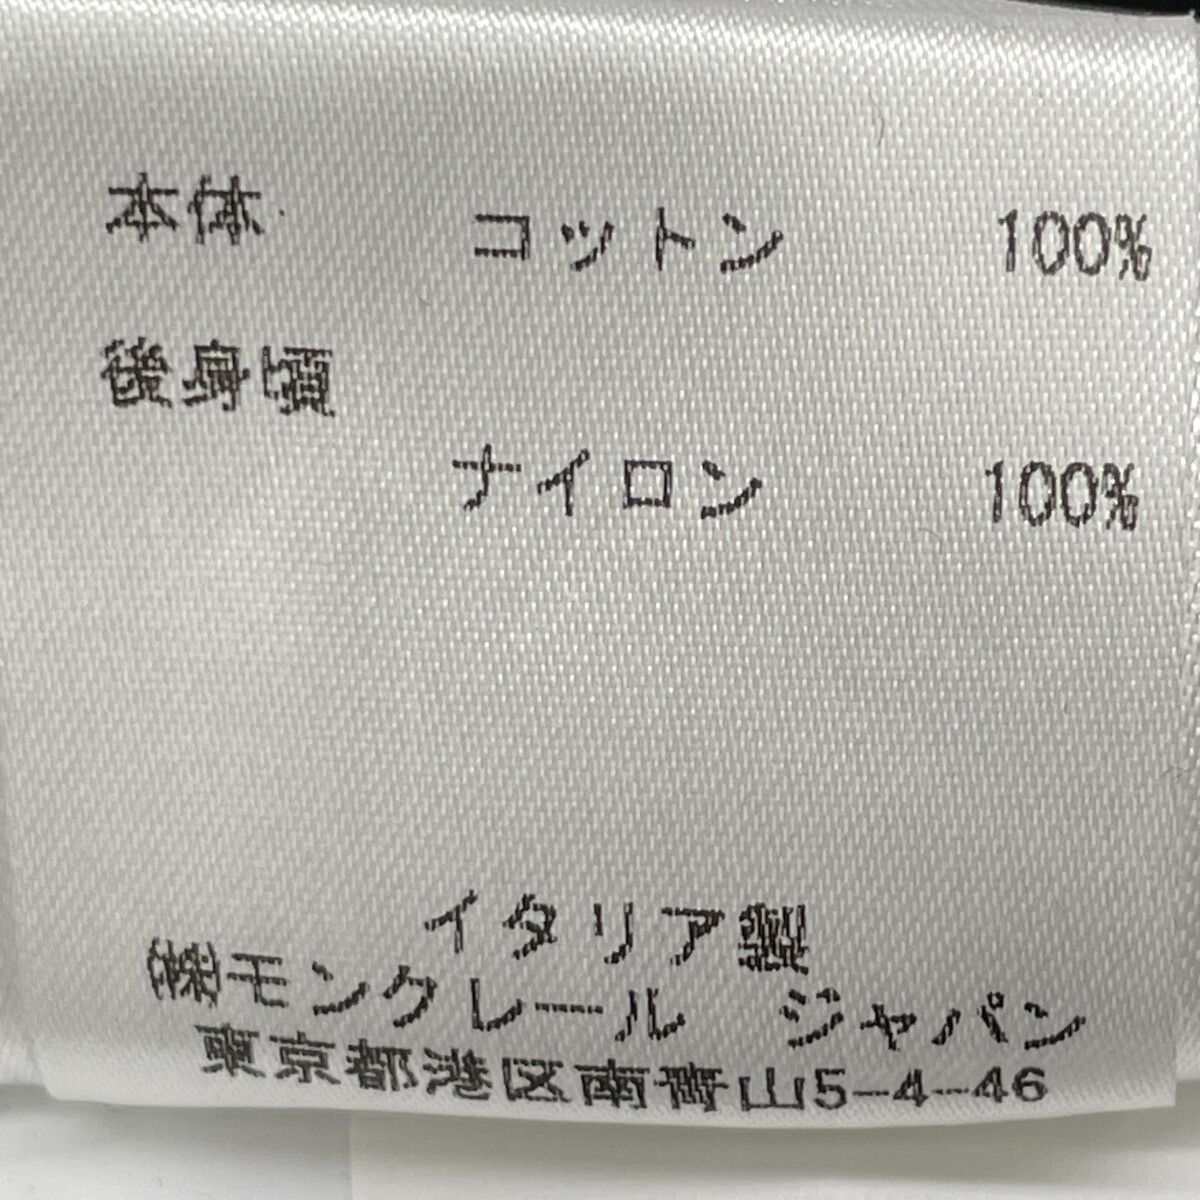 本体 コットン 100%
後身頃
ナイロン 100%
イタリア製
㈱モンクレール ジャパン
東京都港区南青山5-4-46